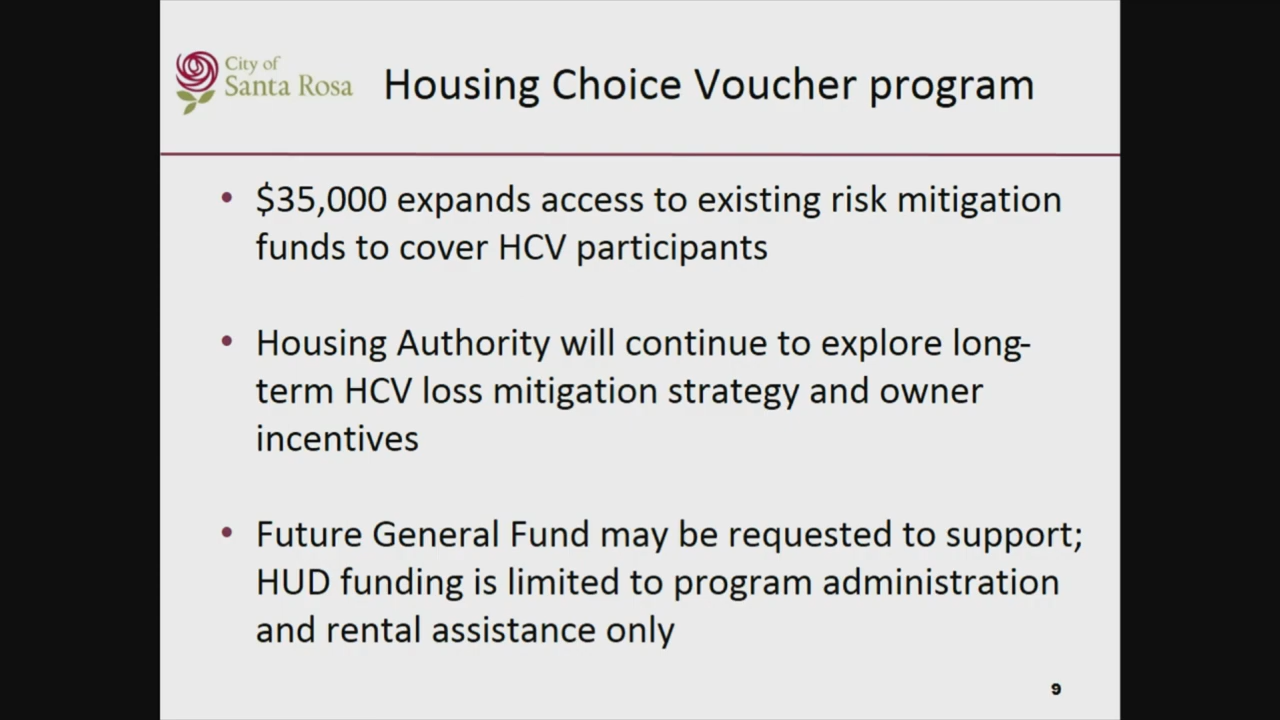 City of
Santa Rosa
Housing Choice Voucher program
• $35,000 expands access to existing risk mitigation
funds to cover HCV participants
• Housing Authority will continue to explore long-
term HCV loss mitigation strategy and owner
incentives
• Future General Fund may be requested to support;
HUD funding is limited to program administration
and rental assistance only
9